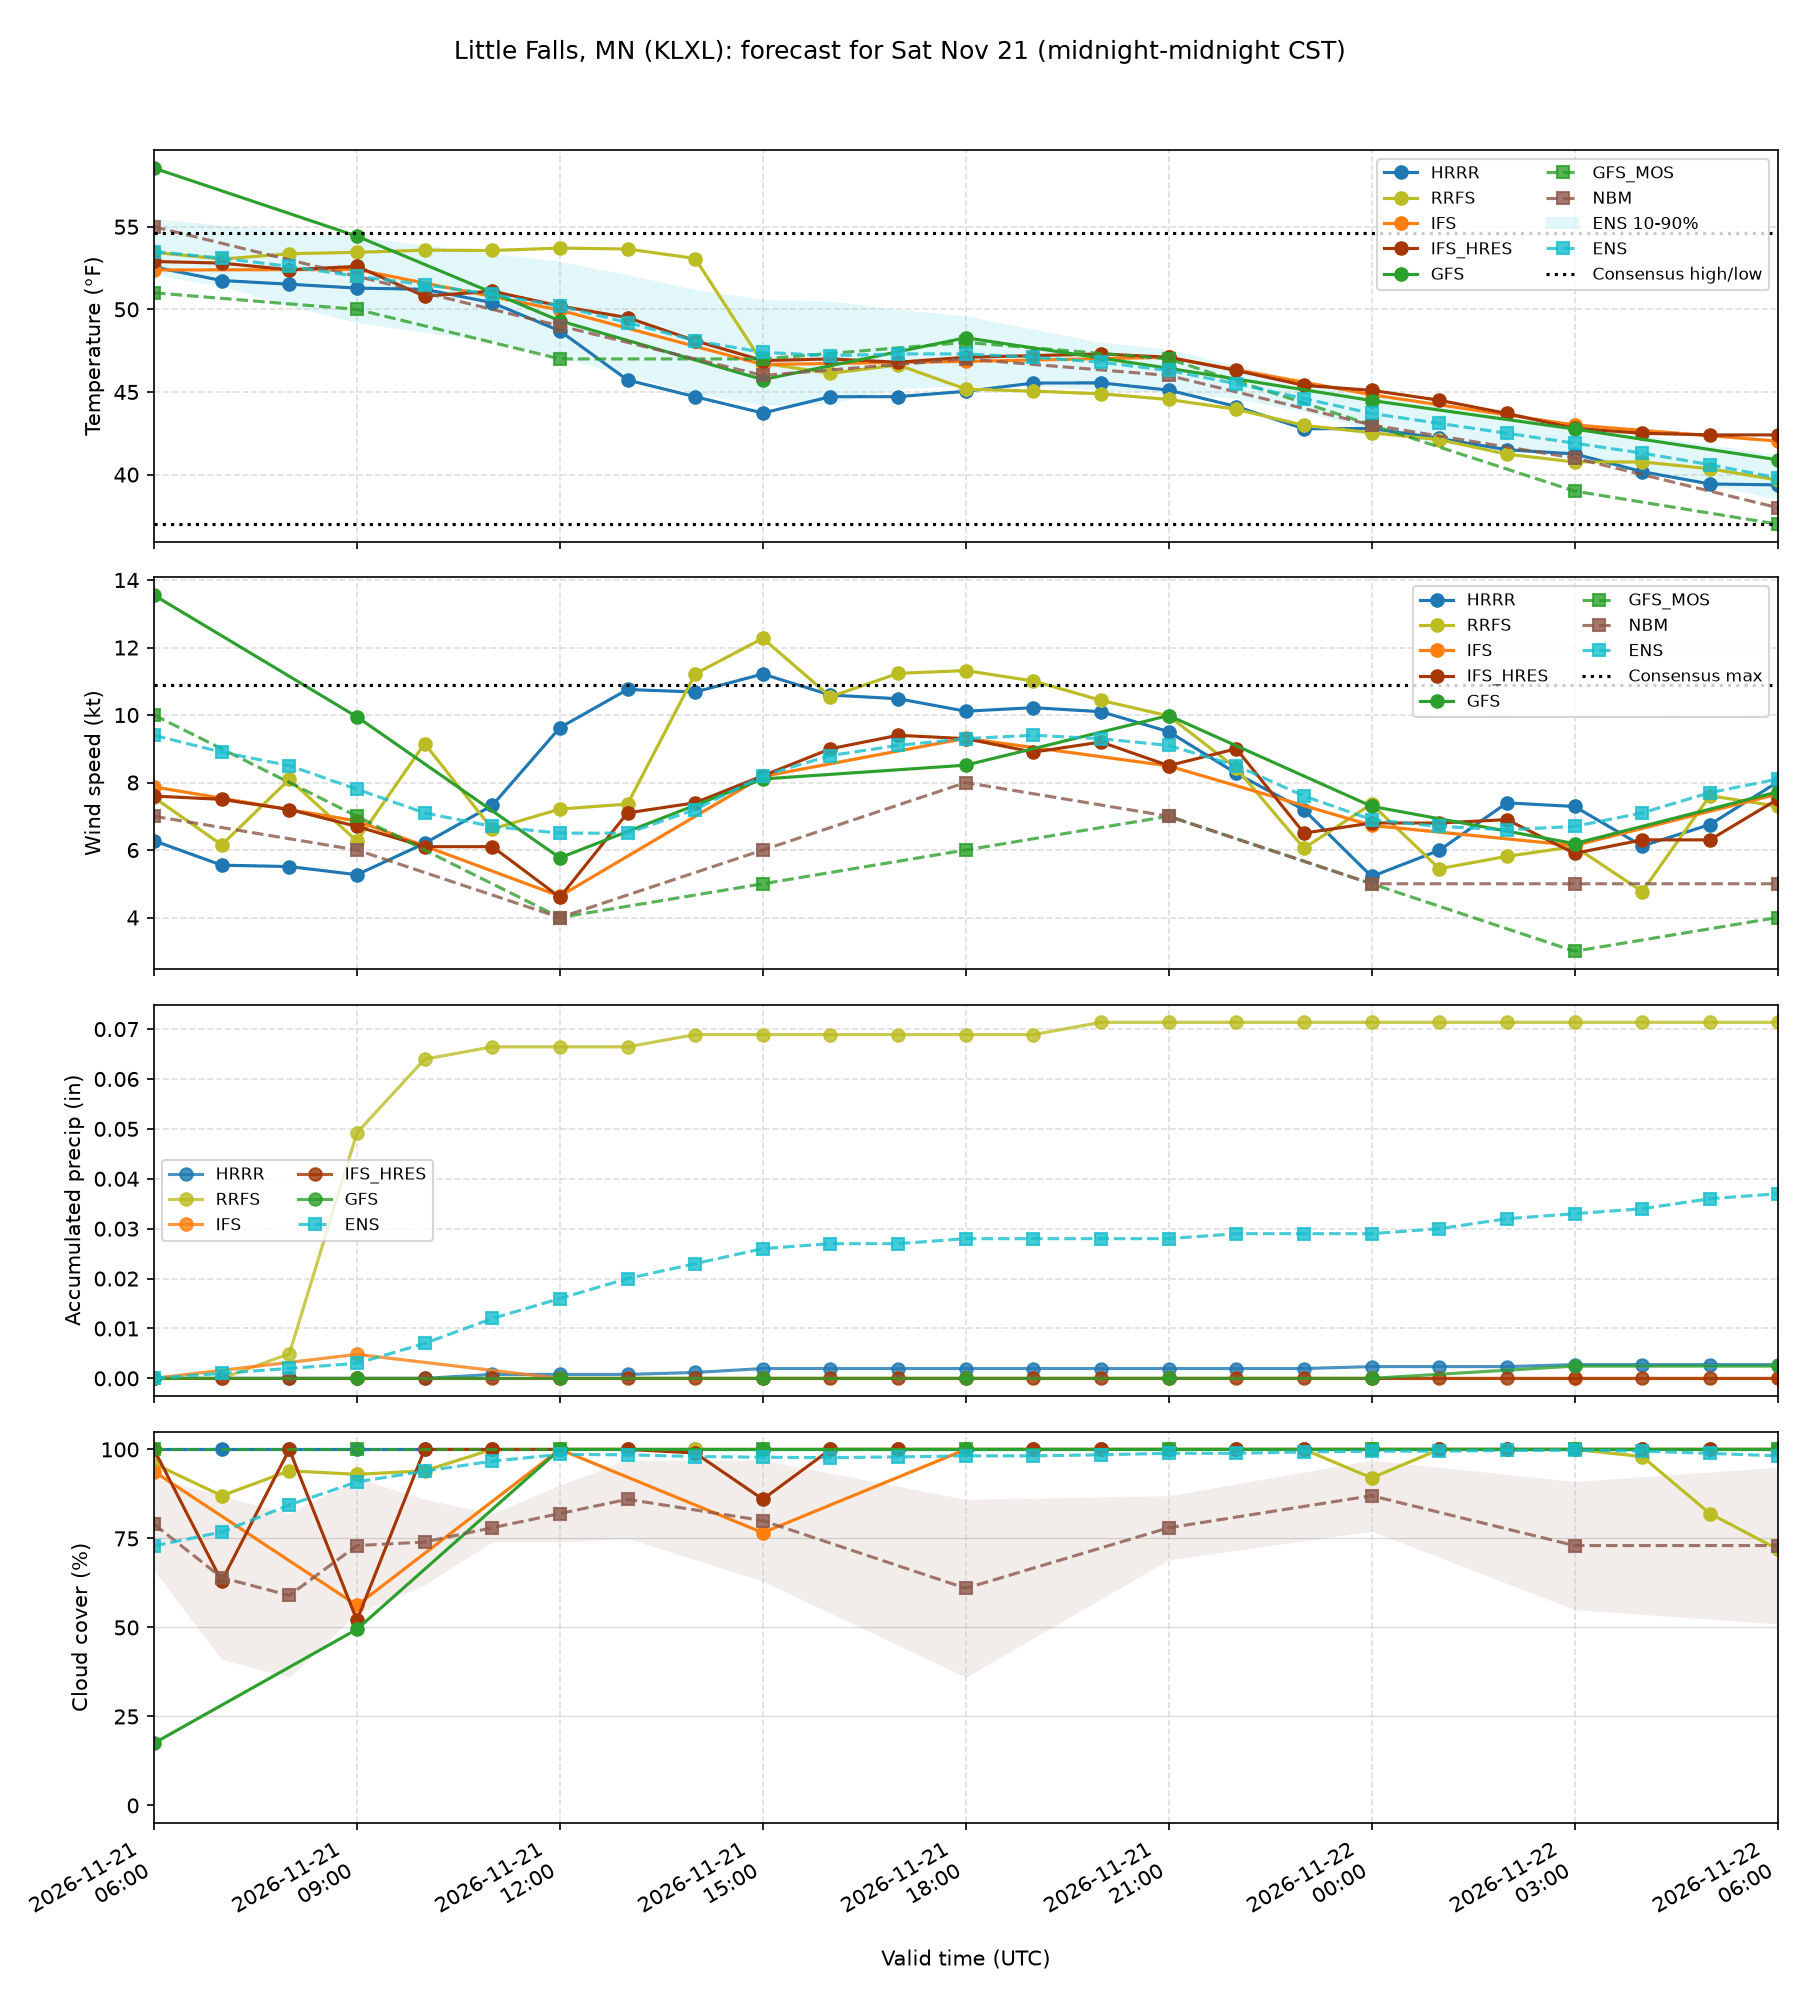 Little Falls, MN (KLXL): forecast for Sat Nov 21 (midnight-midnight CST)
Temperature (°F)
55
50
45
40
HRRR
RRFS
IFS
IFS_HRES
GFS
GFS_MOS
NBM
ENS 10-90%
ENS
Consensus high/low
Wind speed (kt)
14
12
10
8
6
4
HRRR
RRFS
IFS
IFS_HRES
GFS
GFS_MOS
NBM
ENS
Consensus max
Accumulated precip (in)
0.07
0.06
0.05
0.04
0.03
0.02
0.01
0.00
HRRR
RRFS
IFS
IFS_HRES
GFS
ENS
Cloud cover (%)
100
75
50
25
0
2026-11-21
06:00
2026-11-21
09:00
2026-11-21
12:00
2026-11-21
15:00
2026-11-21
18:00
2026-11-21
21:00
2026-11-22
00:00
2026-11-22
03:00
2026-11-22
06:00
Valid time (UTC)